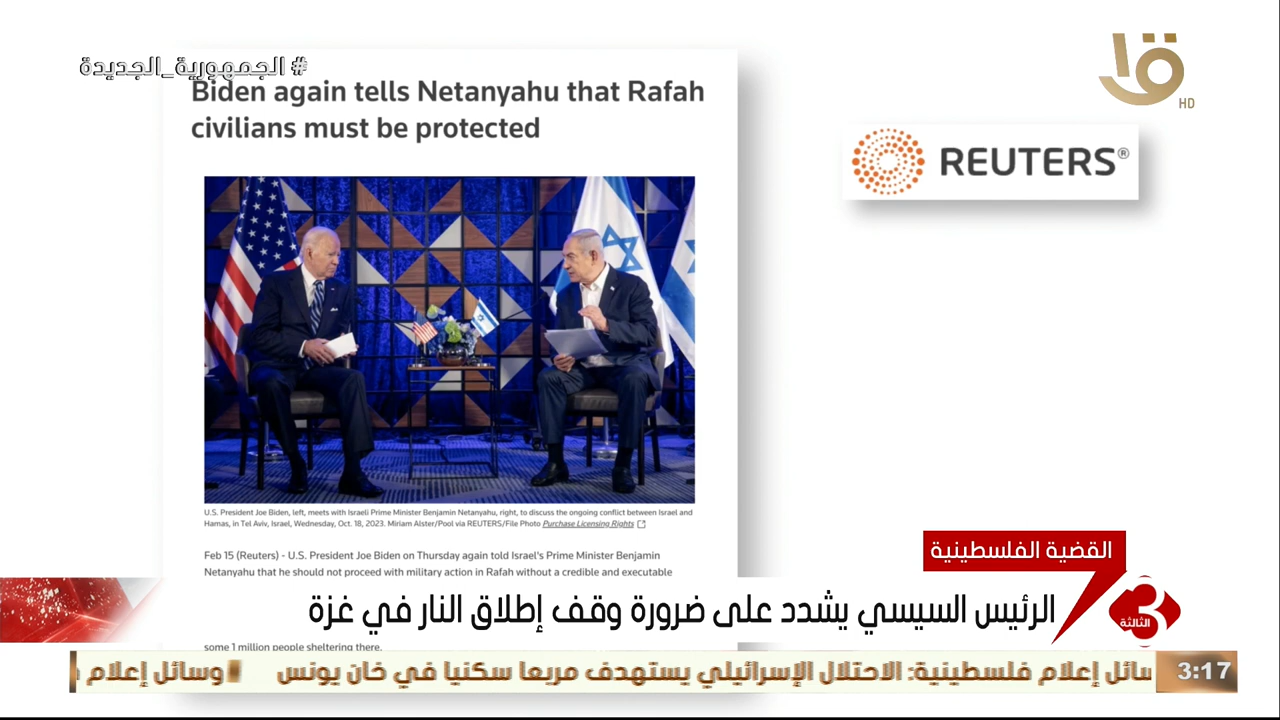 #الجمهورية_الجديدة
HD
Biden again tells Netanyahu that Rafah
civilians must be protected
REUTERS®
U.S. President Joe Biden, left, meets with Israeli Prime Minister Benjamin Netanyahu, right, to discuss the ongoing conflict between Israel and
Hamas, in Tel Aviv, Israel, Wednesday, Oct. 18, 2023. Miriam Alster/Pool via REUTERS/File Photo Purchase Licensing Rights
Feb 15 (Reuters) - U.S. President Joe Biden on Thursday again told Israel's Prime Minister Benjamin
Netanyahu that he should not proceed with military action in Rafah without a credible and executable
القضية الفلسطينية
الرئيس السيسي يشدد على ضرورة وقف إطلاق النار في غزة
3 الثالثة
some 1 million people sheltering there.
إعلام فلسطينية: الاحتلال الإسرائيلي يستهدف مربعا سكنيا في خان يونس وسائل إعلام
3:17